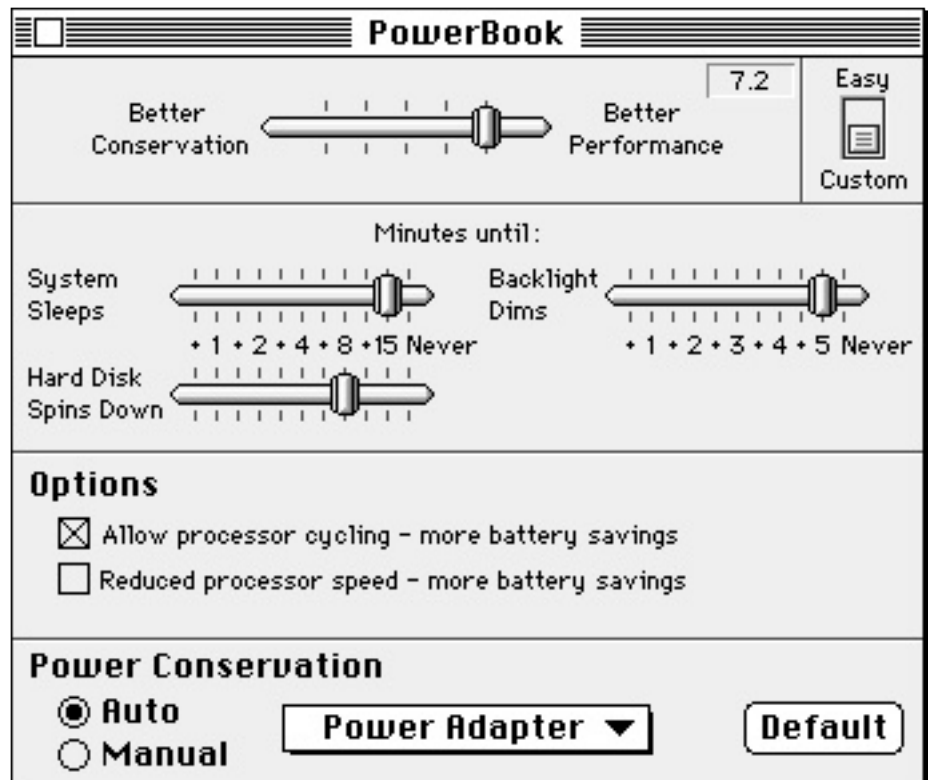 PowerBook
7.2
Easy
Better Conservation
Better Performance
Custom
Minutes until:
System Sleeps
Backlight Dims
+ 1 + 2 + 4 + 8 +15 Never
+ 1 + 2 + 3 + 4 + 5 Never
Hard Disk Spins Down
Options
Allow processor cycling - more battery savings
Reduced processor speed - more battery savings
Power Conservation
Auto
Manual
Power Adapter
Default